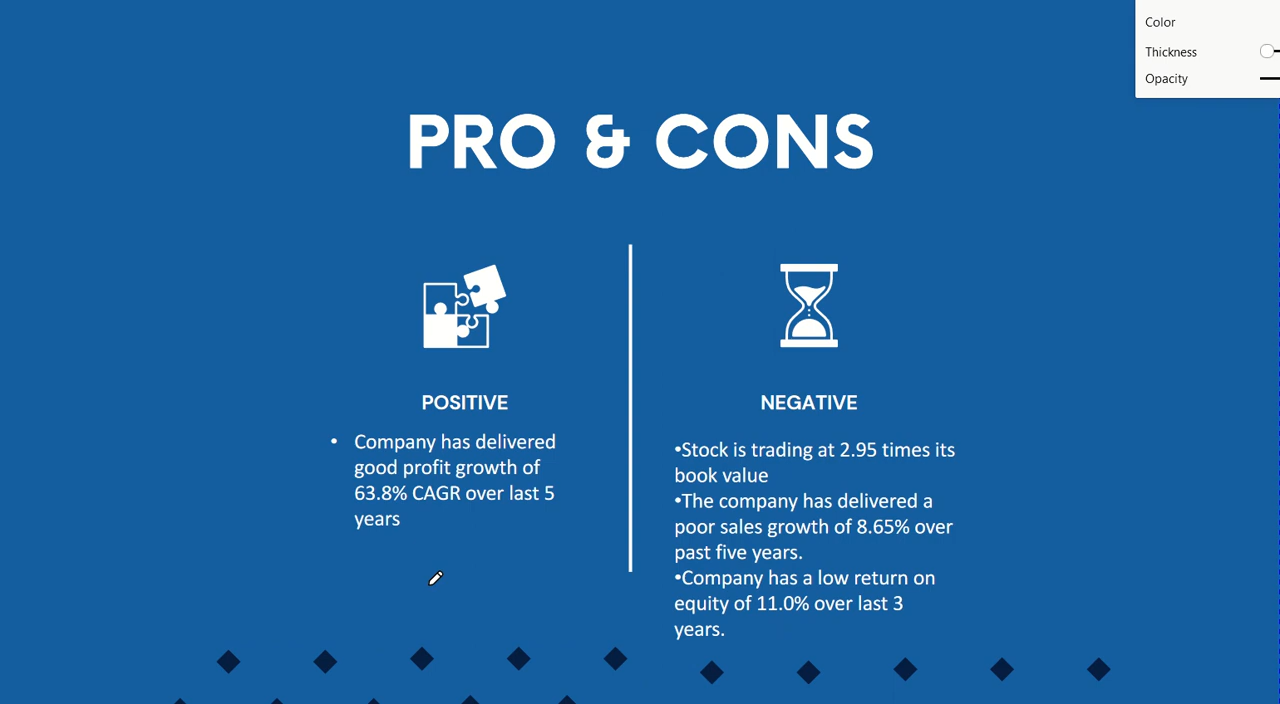 Color
Thickness
Opacity
PRO & CONS
POSITIVE
• Company has delivered
good profit growth of
63.8% CAGR over last 5
years
NEGATIVE
•Stock is trading at 2.95 times its
book value
•The company has delivered a
poor sales growth of 8.65% over
past five years.
•Company has a low return on
equity of 11.0% over last 3
years.